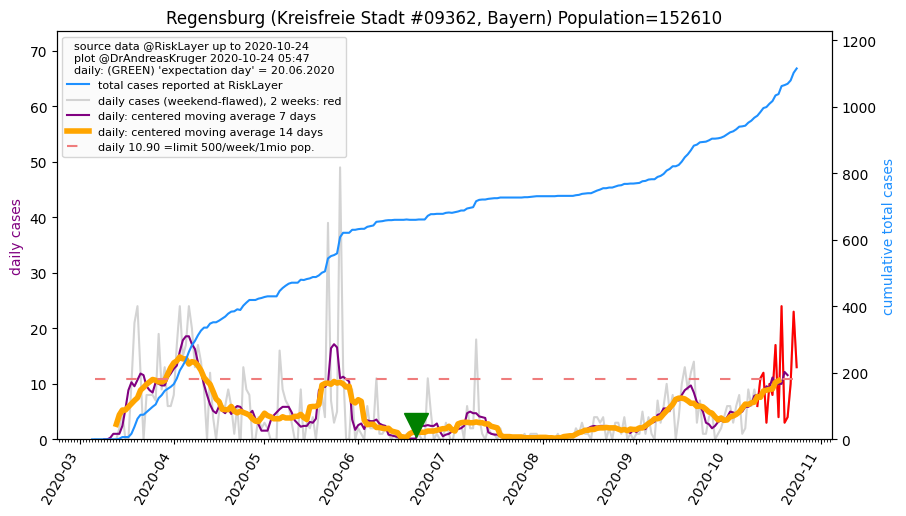 Regensburg (Kreisfreie Stadt #09362, Bayern) Population=152610
source data @RiskLayer up to 2020-10-24
plot @DrAndreasKruger 2020-10-24 05:47
daily: (GREEN) 'expectation day' = 20.06.2020
total cases reported at RiskLayer
daily cases (weekend-flawed), 2 weeks: red
daily: centered moving average 7 days
daily: centered moving average 14 days
daily 10.90 =limit 500/week/1mio pop.
daily cases
70
60
50
40
30
20
10
0
cumulative total cases
1200
1000
800
600
400
200
0
2020-03
2020-04
2020-05
2020-06
2020-07
2020-08
2020-09
2020-10
2020-11